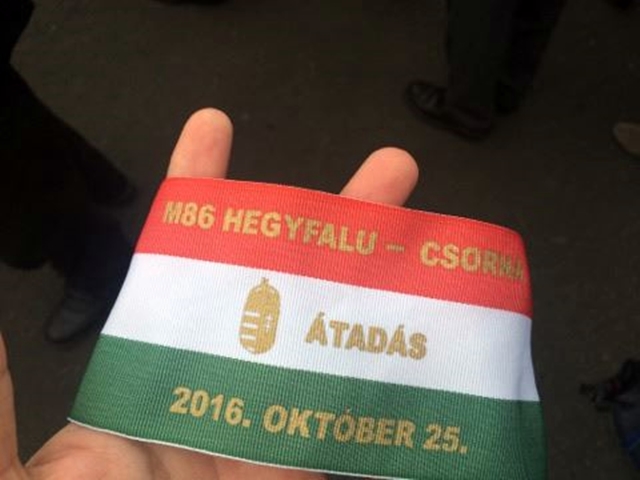 M86 HEGYFALU - CSORNA
ÁTADÁS
2016. OKTÓBER 25.